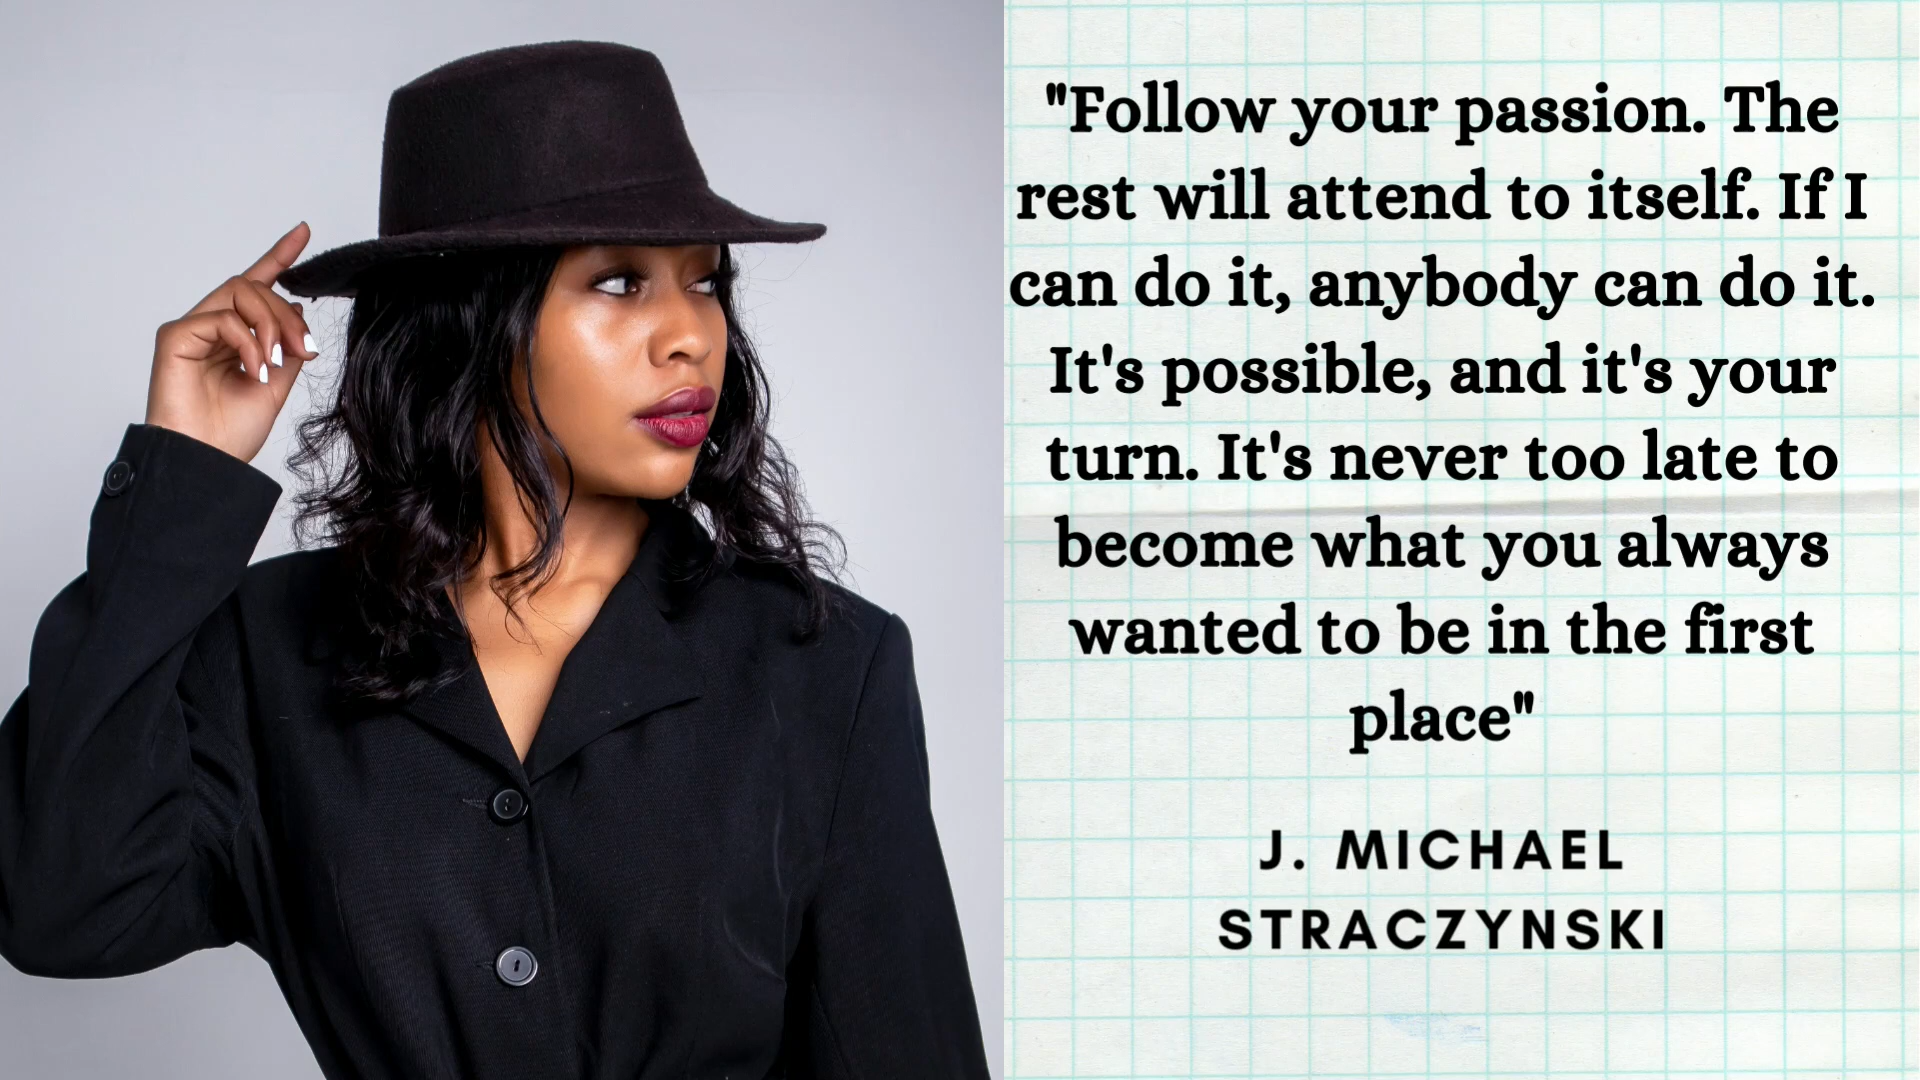 "Follow your passion. The
rest will attend to itself. If I
can do it, anybody can do it.
It's possible, and it's your
turn. It's never too late to
become what you always
wanted to be in the first
place"
J. MICHAEL
STRACZYNSKI